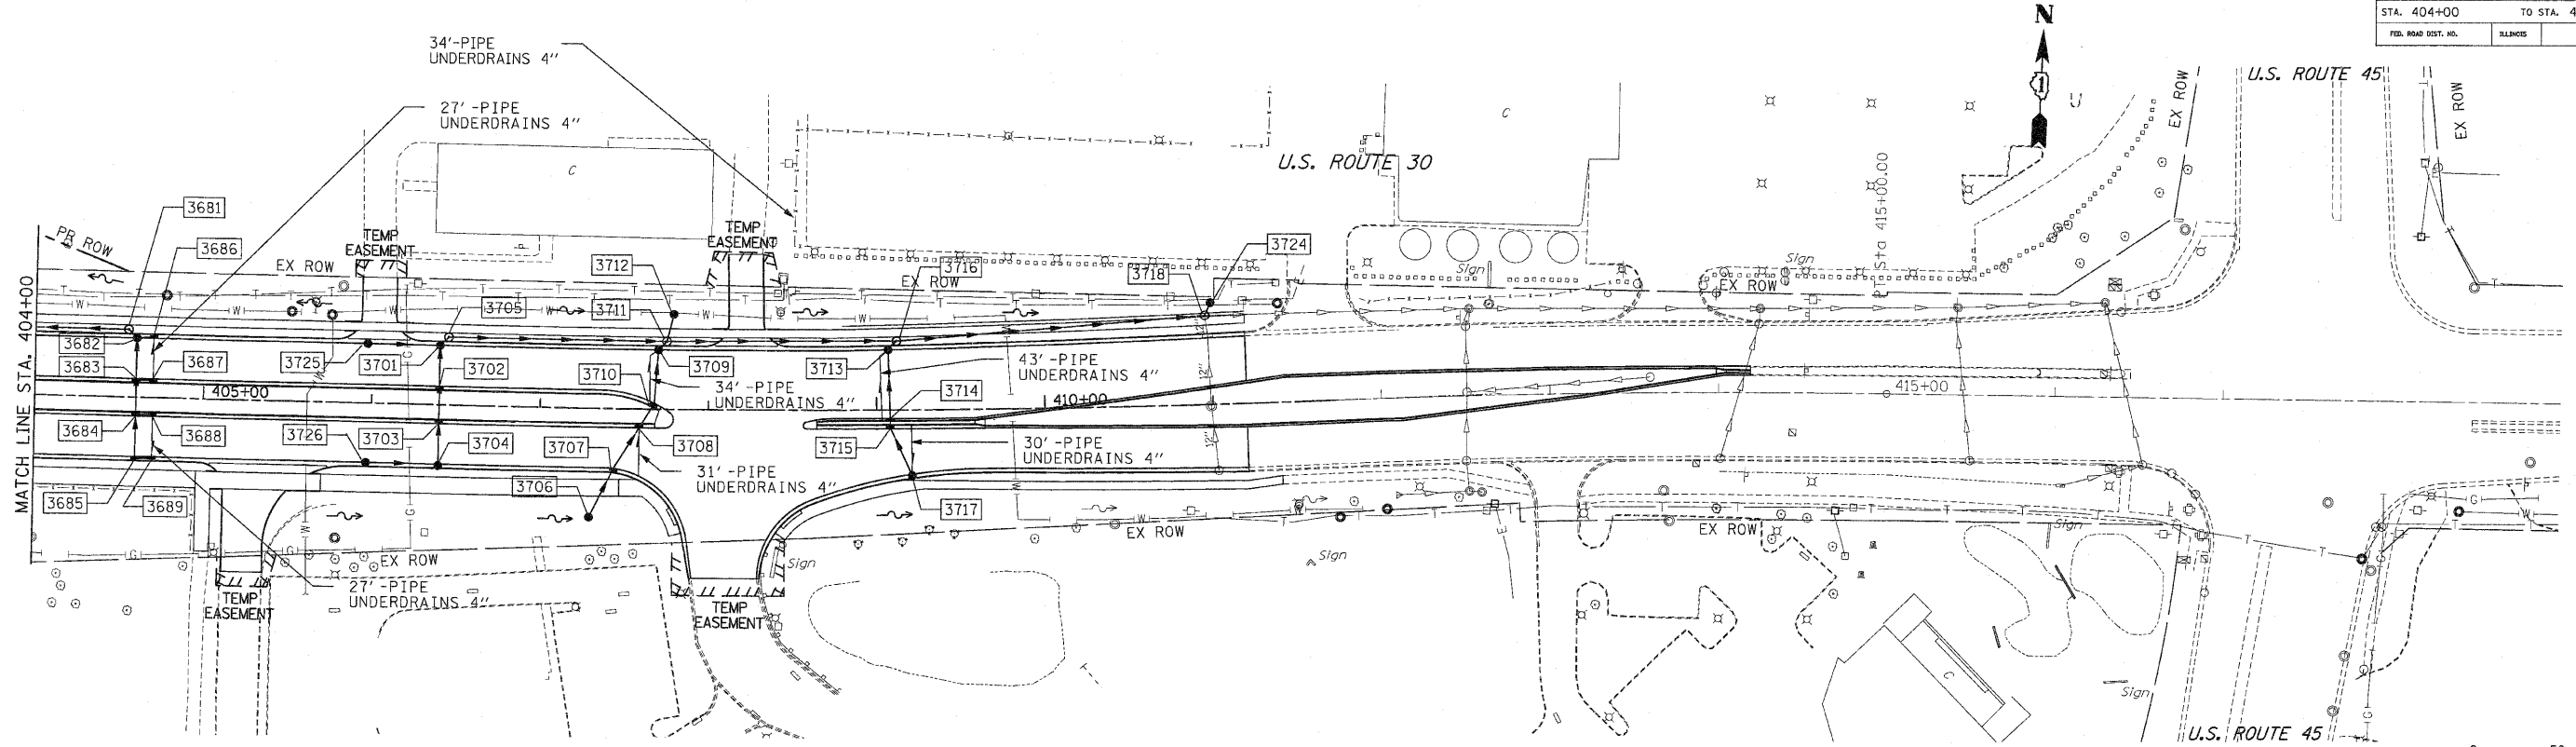 STA. 404+00 TO STA. 4
FED. ROAD DIST. NO. ILLINOIS
N
1
34'-PIPE
UNDERDRAINS 4"
27'-PIPE
UNDERDRAINS 4"
U.S. ROUTE 45
EX ROW
EX ROW
C
C
U.S. ROUTE 30
PT Sta 415+00.00
3681
3686
PR ROW
TEMP
EASEMENT
TEMP
EASEMENT
EX ROW
3712
3716
EX ROW
3718
3724
Sign
Sign
EX ROW
3705
3711
MATCH LINE STA. 404+00
3682
3683
3687
3725
3701
3702
3710
3709
3713
43'-PIPE
UNDERDRAINS 4"
34'-PIPE
UNDERDRAINS 4"
3714
405+00
410+00
415+00
12"
12"
12"
3684
3688
3726
3703
3704
3707
3708
3715
30'-PIPE
UNDERDRAINS 4"
31'-PIPE
UNDERDRAINS 4"
3706
3685
3689
3717
EX ROW
EX ROW
EX ROW
Sign
Sign
Sign
27'-PIPE
UNDERDRAINS 4"
TEMP
EASEMENT
TEMP
EASEMENT
C
Sign
U.S. ROUTE 45